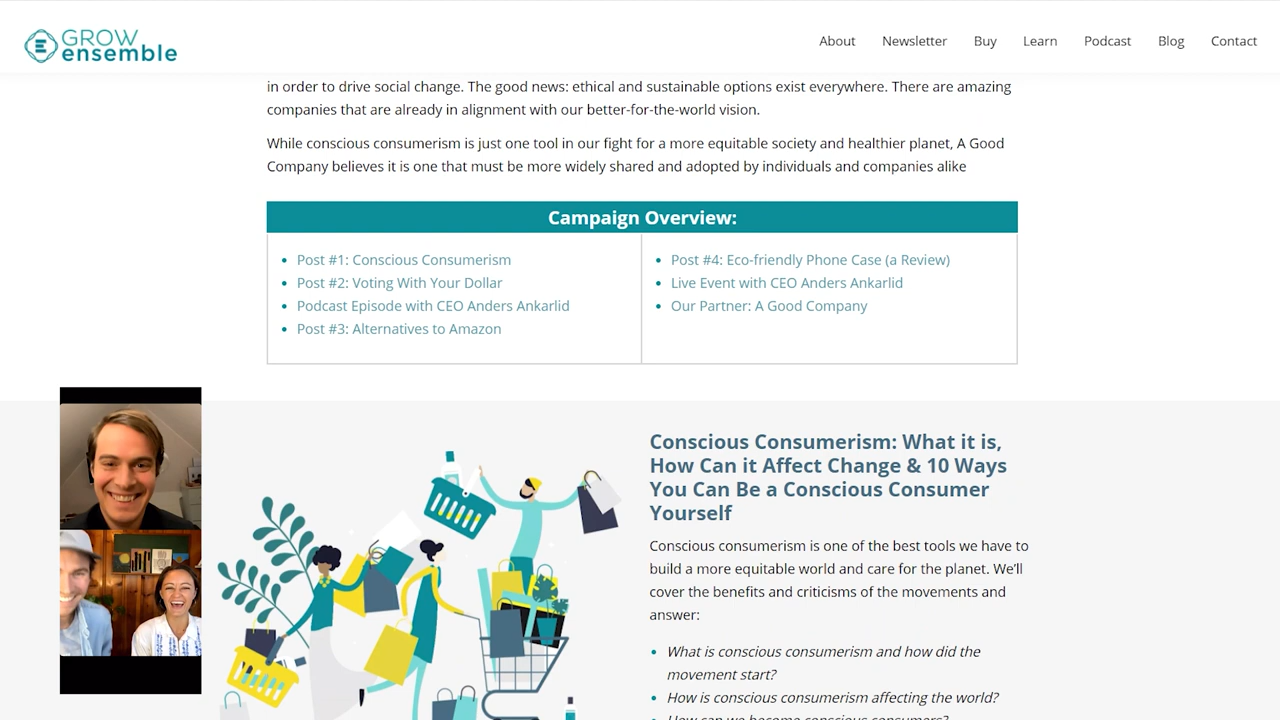 GROW
ensemble
About
Newsletter
Buy
Learn
Podcast
Blog
Contact
in order to drive social change. The good news: ethical and sustainable options exist everywhere. There are amazing
companies that are already in alignment with our better-for-the-world vision.
While conscious consumerism is just one tool in our fight for a more equitable society and healthier planet, A Good
Company believes it is one that must be more widely shared and adopted by individuals and companies alike
Campaign Overview:
Post #1: Conscious Consumerism
Post #2: Voting With Your Dollar
Podcast Episode with CEO Anders Ankarlid
Post #3: Alternatives to Amazon
Post #4: Eco-friendly Phone Case (a Review)
Live Event with CEO Anders Ankarlid
Our Partner: A Good Company
Conscious Consumerism: What it is,
How Can it Affect Change & 10 Ways
You Can Be a Conscious Consumer
Yourself
Conscious consumerism is one of the best tools we have to
build a more equitable world and care for the planet. We'll
cover the benefits and criticisms of the movements and
answer:
What is conscious consumerism and how did the
movement start?
How is conscious consumerism affecting the world?
How can we become conscious consumers?